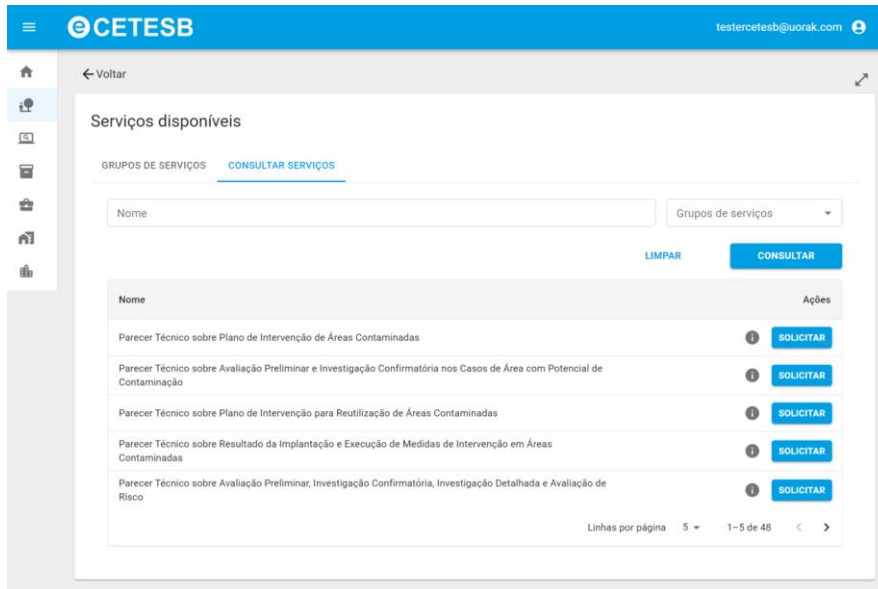 eCETESB
testercetesb@uorak.com
Voltar
Serviços disponíveis
GRUPOS DE SERVIÇOS
CONSULTAR SERVIÇOS
Nome
Grupos de serviços
LIMPAR
CONSULTAR
Nome
Ações
Parecer Técnico sobre Plano de Intervenção de Áreas Contaminadas
SOLICITAR
Parecer Técnico sobre Avaliação Preliminar e Investigação Confirmatória nos Casos de Área com Potencial de
Contaminação
SOLICITAR
Parecer Técnico sobre Plano de Intervenção para Reutilização de Áreas Contaminadas
SOLICITAR
Parecer Técnico sobre Resultado da Implantação e Execução de Medidas de Intervenção em Áreas
Contaminadas
SOLICITAR
Parecer Técnico sobre Avaliação Preliminar, Investigação Confirmatória, Investigação Detalhada e Avaliação de
Risco
SOLICITAR
Linhas por página 5 1–5 de 48